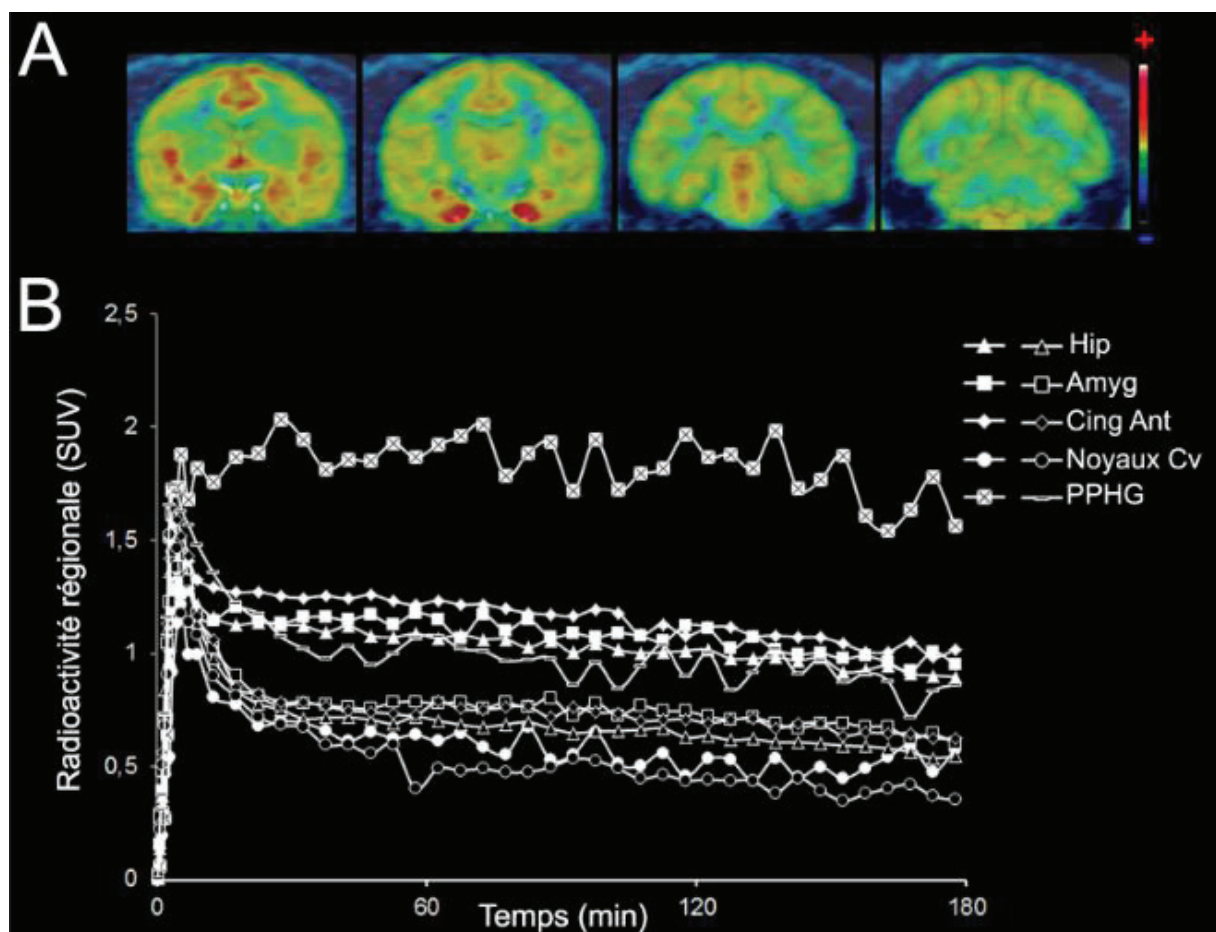 A
+
-
B
Radioactivité régionale (SUV)
2,5
2
1,5
1
0,5
0
0
60
120
180
Temps (min)
Hip
Amyg
Cing Ant
Noyaux Cv
PPHG